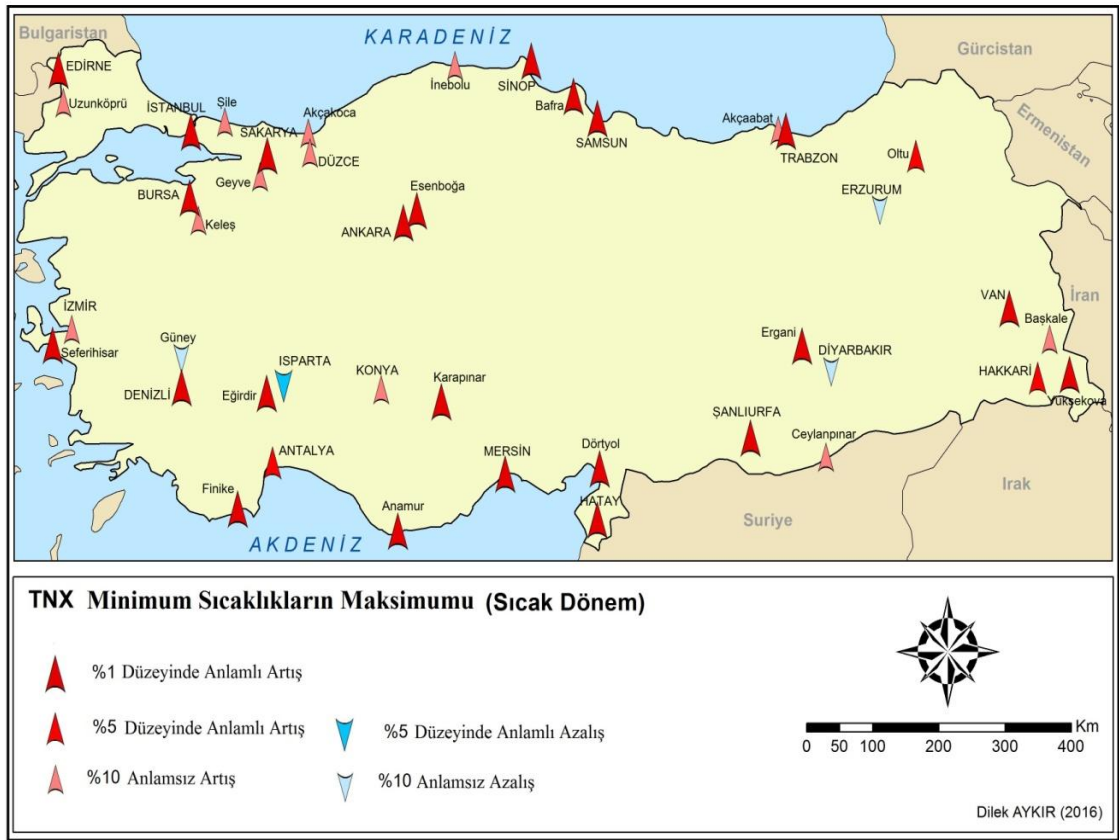 Bulgaristan
KARADENİZ
Gürcistan
EDİRNE
İnebolu
SİNOP
Uzunköprü
İSTANBUL
Şile
Akçakoca
Bafra
SAMSUN
Akçaabat
TRABZON
Ermenistan
SAKARYA
DÜZCE
Oltu
Geyve
BURSA
Keleş
Esenboğa
ANKARA
ERZURUM
İZMİR
Seferihisar
Güney
DENİZLİ
ISPARTA
Eğirdir
KONYA
Karapınar
Ergani
DİYARBAKIR
VAN
Başkale
İran
HAKKARİ
Yüksekova
ŞANLIURFA
Ceylanpınar
ANTALYA
MERSİN
Dörtyol
Finike
Anamur
HATAY
Suriye
Irak
AKDENİZ
TNX Minimum Sıcaklıkların Maksimumu (Sıcak Dönem)
%1 Düzeyinde Anlamlı Artış
%5 Düzeyinde Anlamlı Artış
%5 Düzeyinde Anlamlı Azalış
%10 Anlamsız Artış
%10 Anlamsız Azalış
Km
0 50 100 200 300 400
Dilek AYKIR (2016)